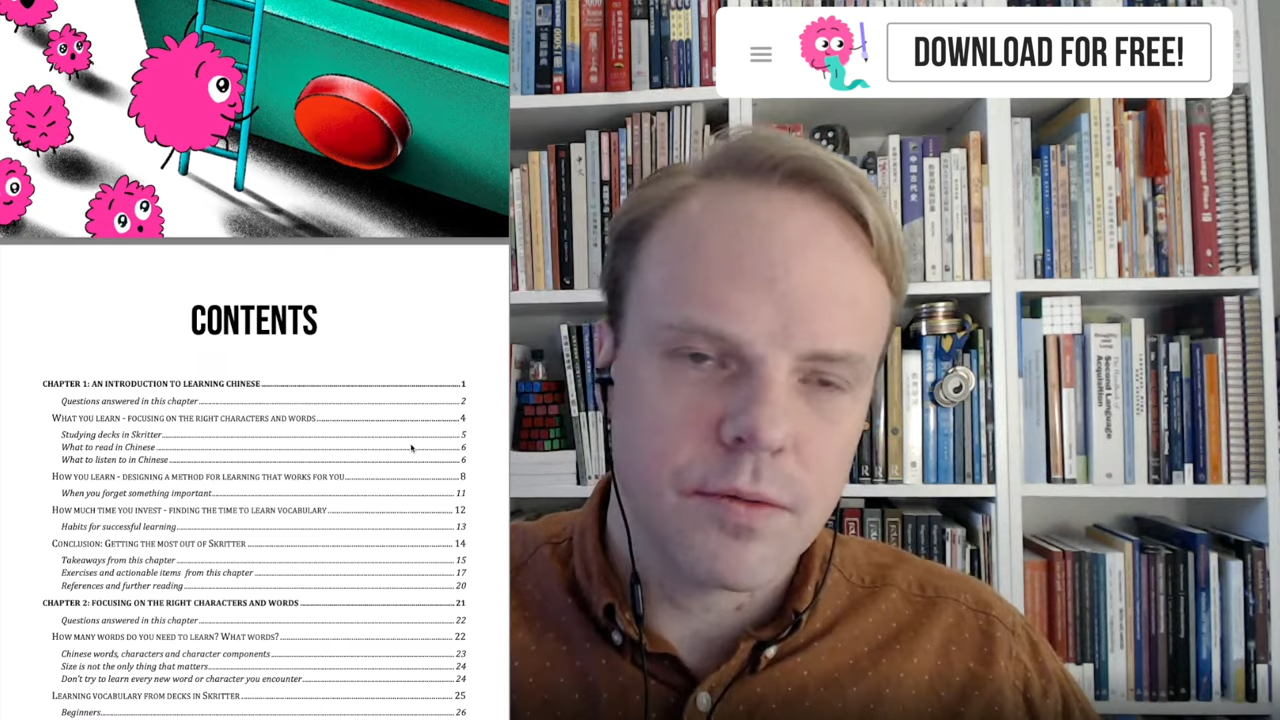 DOWNLOAD FOR FREE!
CONTENTS
CHAPTER 1: AN INTRODUCTION TO LEARNING CHINESE 1
Questions answered in this chapter 2
WHAT YOU LEARN - FOCUSING ON THE RIGHT CHARACTERS AND WORDS 4
Studying decks in Skritter 5
What to read in Chinese 6
What to listen to in Chinese 6
HOW YOU LEARN - DESIGNING A METHOD FOR LEARNING THAT WORKS FOR YOU 8
When you forget something important 11
HOW MUCH TIME YOU INVEST - FINDING THE TIME TO LEARN VOCABULARY 12
Habits for successful learning 13
CONCLUSION: GETTING THE MOST OUT OF SKRITTER 14
Takeaways from this chapter 15
Exercises and actionable items from this chapter 17
References and further reading 20
CHAPTER 2: FOCUSING ON THE RIGHT CHARACTERS AND WORDS 21
Questions answered in this chapter 22
HOW MANY WORDS DO YOU NEED TO LEARN? WHAT WORDS? 22
Chinese words, characters and character components 23
Size is not the only thing that matters 24
Don't try to learn every new word or character you encounter 24
LEARNING VOCABULARY FROM DECKS IN SKRITTER 25
Beginners 26
中国古代史
Second Language
Acquisition